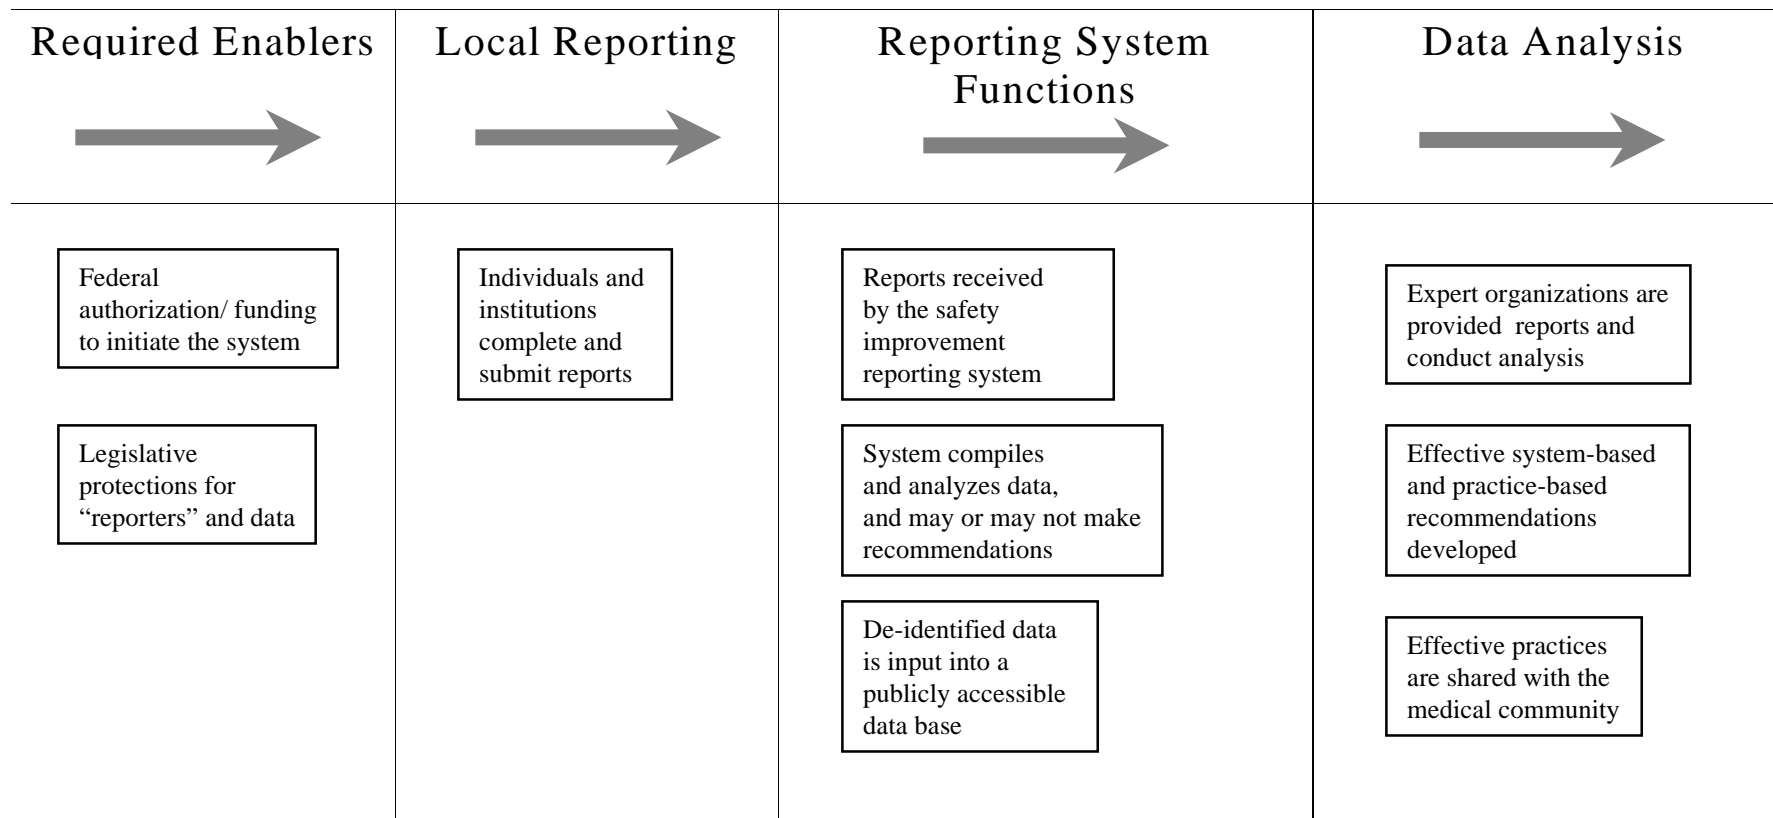 Required Enablers
Local Reporting
Reporting System
Functions
Data Analysis
Federal
authorization/ funding
to initiate the system
Legislative
protections for
“reporters” and data
Individuals and
institutions
complete and
submit reports
Reports received
by the safety
improvement
reporting system
System compiles
and analyzes data,
and may or may not make
recommendations
De-identified data
is input into a
publicly accessible
data base
Expert organizations are
provided reports and
conduct analysis
Effective system-based
and practice-based
recommendations
developed
Effective practices
are shared with the
medical community